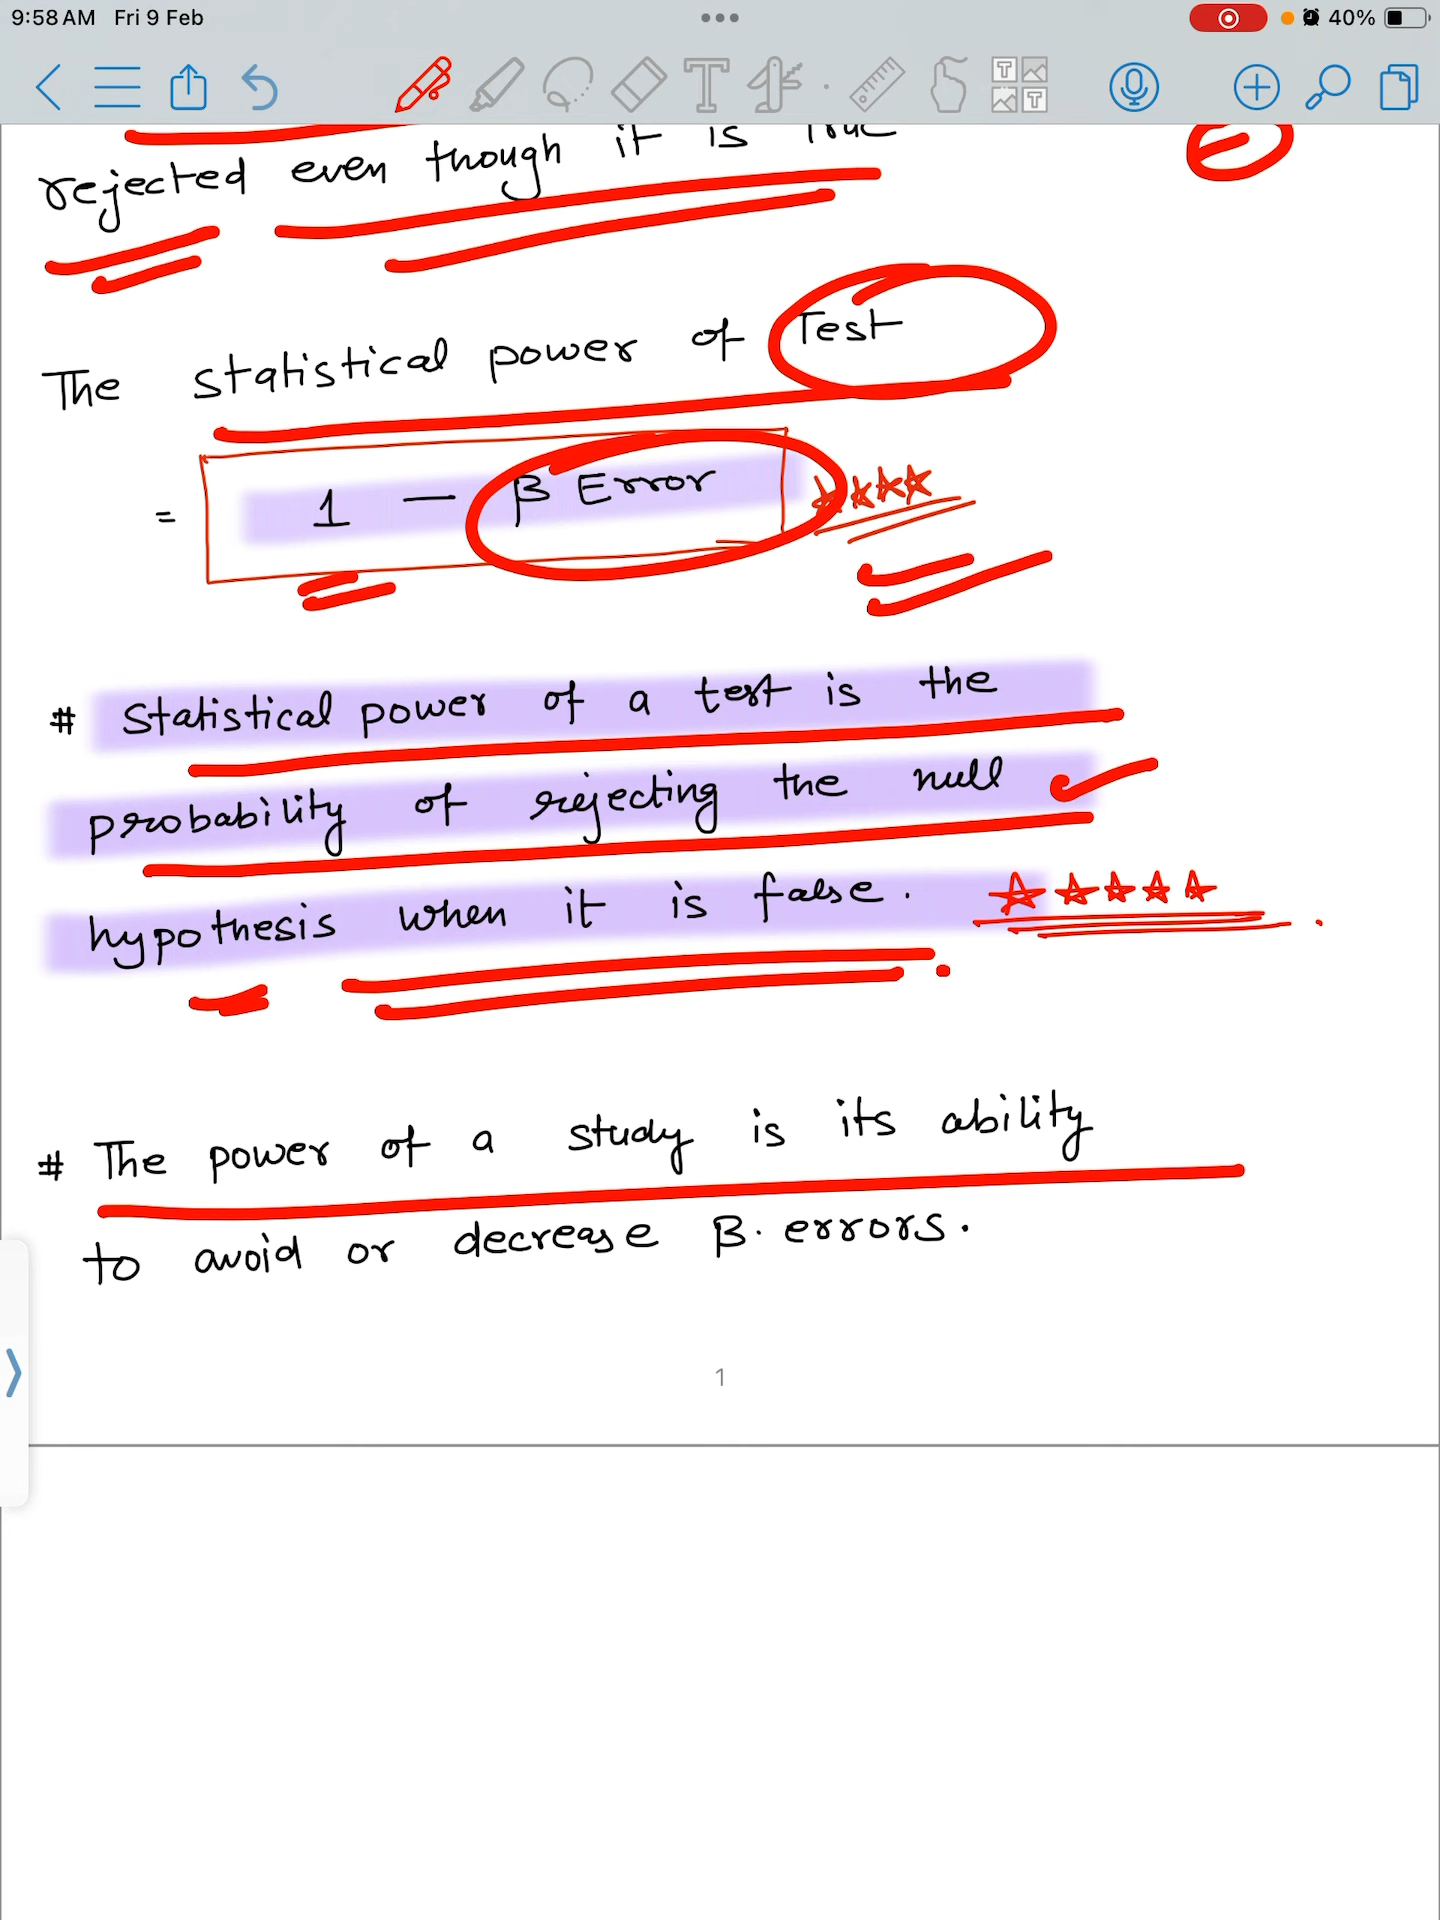 9:58 AM Fri 9 Feb
40%
rejected even though it is True
The statistical power of Test
= 1 — β Error
# Statistical power of a test is the
probability of rejecting the null
hypothesis when it is false.
# The power of a study is its ability
to avoid or decrease β. errors.
1